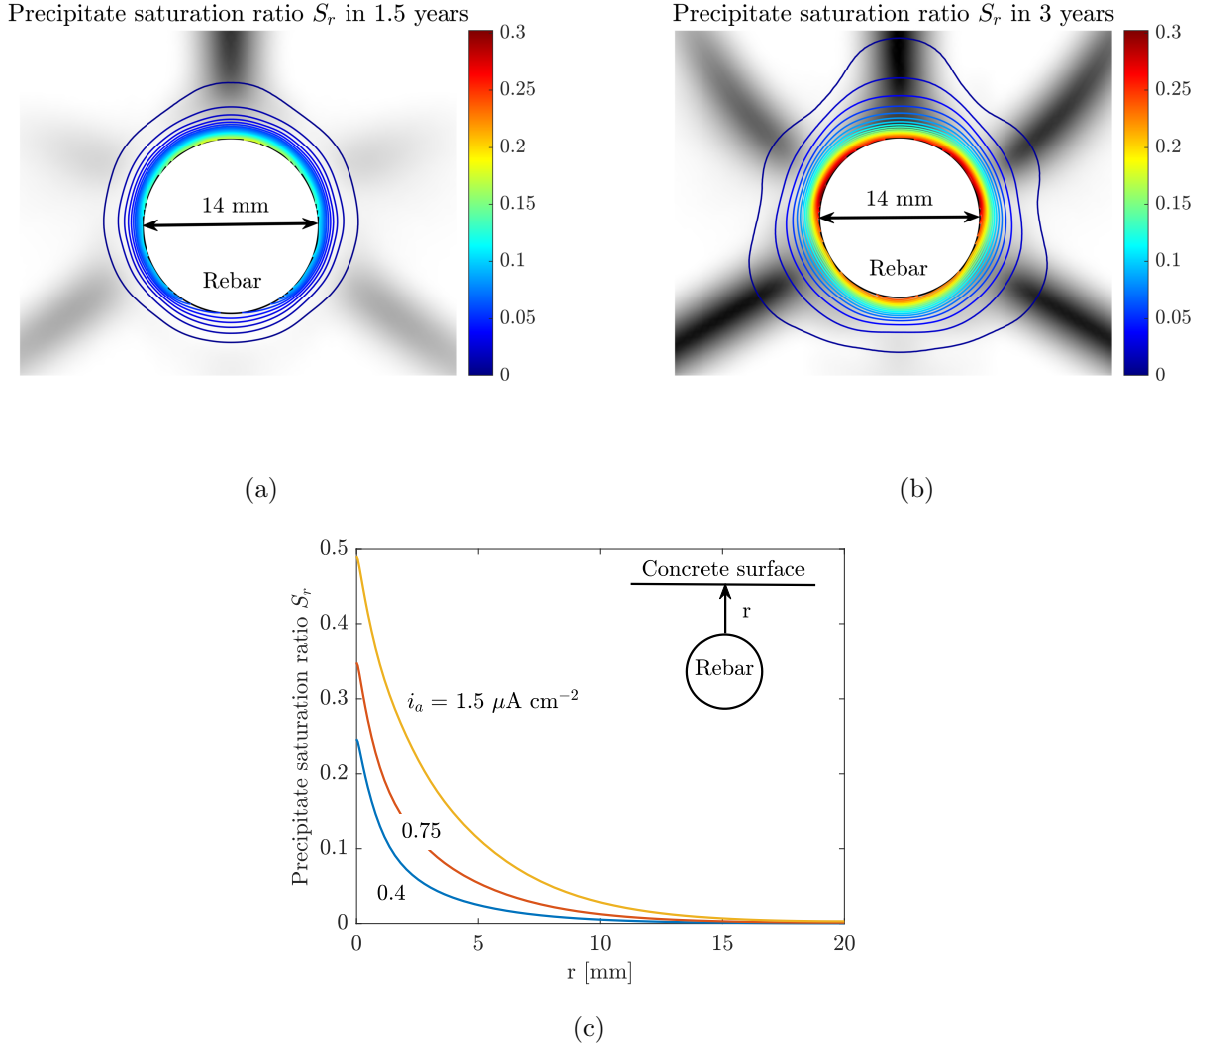 Precipitate saturation ratio Sᵣ in 1.5 years
0.3
0.25
0.2
0.15
0.1
0.05
0
14 mm
Rebar
(a)
Precipitate saturation ratio Sᵣ in 3 years
0.3
0.25
0.2
0.15
0.1
0.05
0
14 mm
Rebar
(b)
Precipitate saturation ratio Sᵣ
0.5
0.4
0.3
0.2
0.1
0
Concrete surface
r
Rebar
iₐ = 1.5 μA cm⁻²
0.75
0.4
0 5 10 15 20
r [mm]
(c)